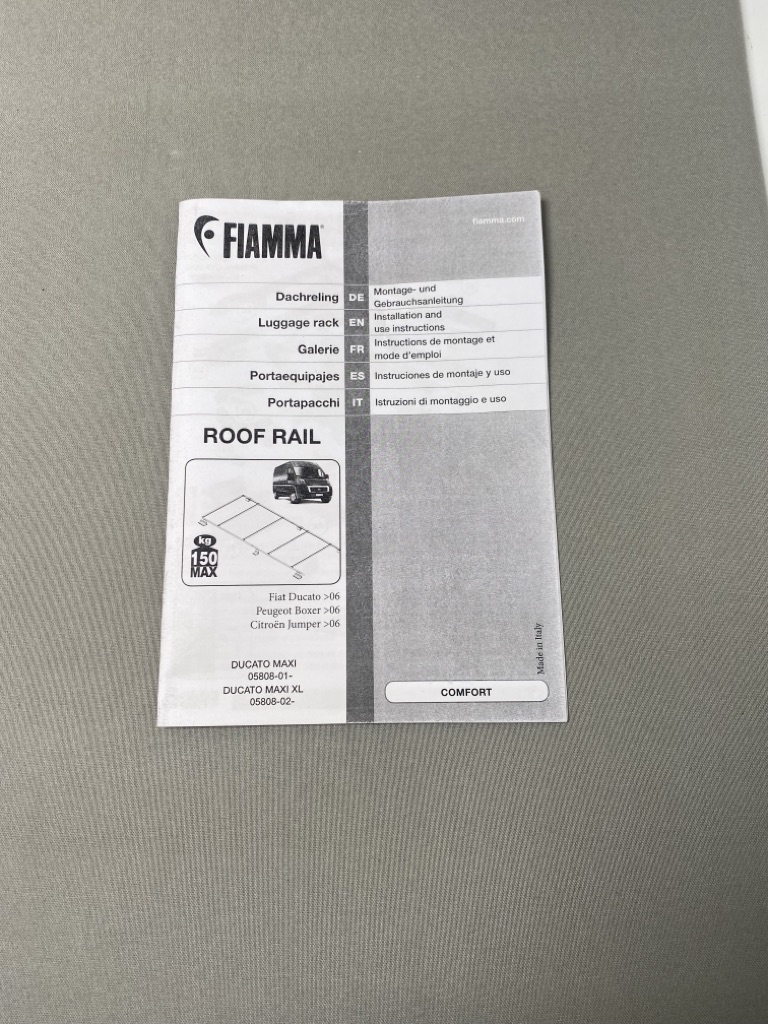 FIAMMA®
fiamma.com
Dachreling DE Montage- und
Gebrauchsanleitung
Luggage rack EN Installation and
use instructions
Galerie FR Instructions de montage et
mode d'emploi
Portaequipajes ES Instruciones de montaje y uso
Portapacchi IT Istruzioni di montaggio e uso
ROOF RAIL
kg
150
MAX
Fiat Ducato >06
Peugeot Boxer >06
Citroën Jumper >06
DUCATO MAXI
05808-01-
DUCATO MAXI XL
05808-02-
Made in Italy
COMFORT